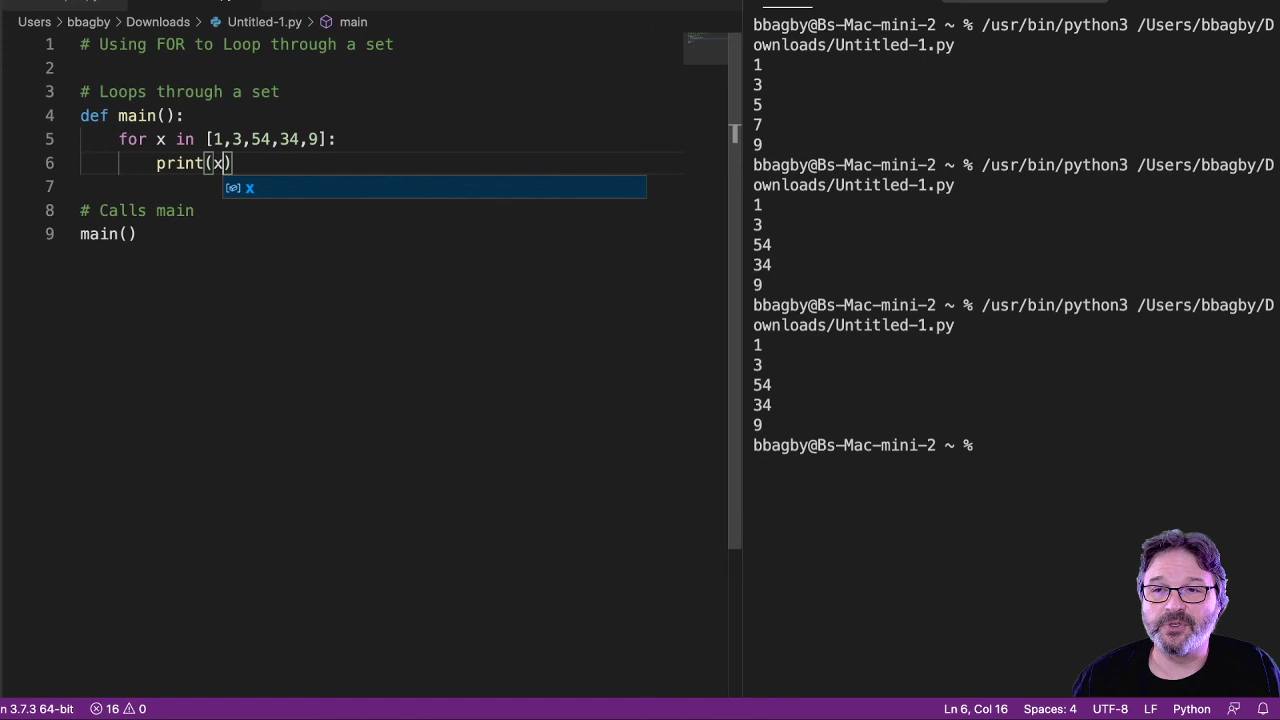 Users > bbagby > Downloads > Untitled-1.py > main
1 # Using FOR to Loop through a set
2
3 # Loops through a set
4 def main():
5 for x in [1,3,54,34,9]:
6 print(x)
x
7
8 # Calls main
9 main()
bbagby@Bs-Mac-mini-2 ~ % /usr/bin/python3 /Users/bbagby/D
ownloads/Untitled-1.py
1
3
5
7
9
bbagby@Bs-Mac-mini-2 ~ % /usr/bin/python3 /Users/bbagby/D
ownloads/Untitled-1.py
1
3
54
34
9
bbagby@Bs-Mac-mini-2 ~ % /usr/bin/python3 /Users/bbagby/D
ownloads/Untitled-1.py
1
3
54
34
9
bbagby@Bs-Mac-mini-2 ~ %
n 3.7.3 64-bit 16 0 Ln 6, Col 16 Spaces: 4 UTF-8 LF Python